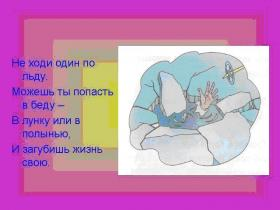 Не ходи один по
льду.
Можешь ты попасть
в беду –
В лунку или в
полынью,
И загубишь жизнь
свою.